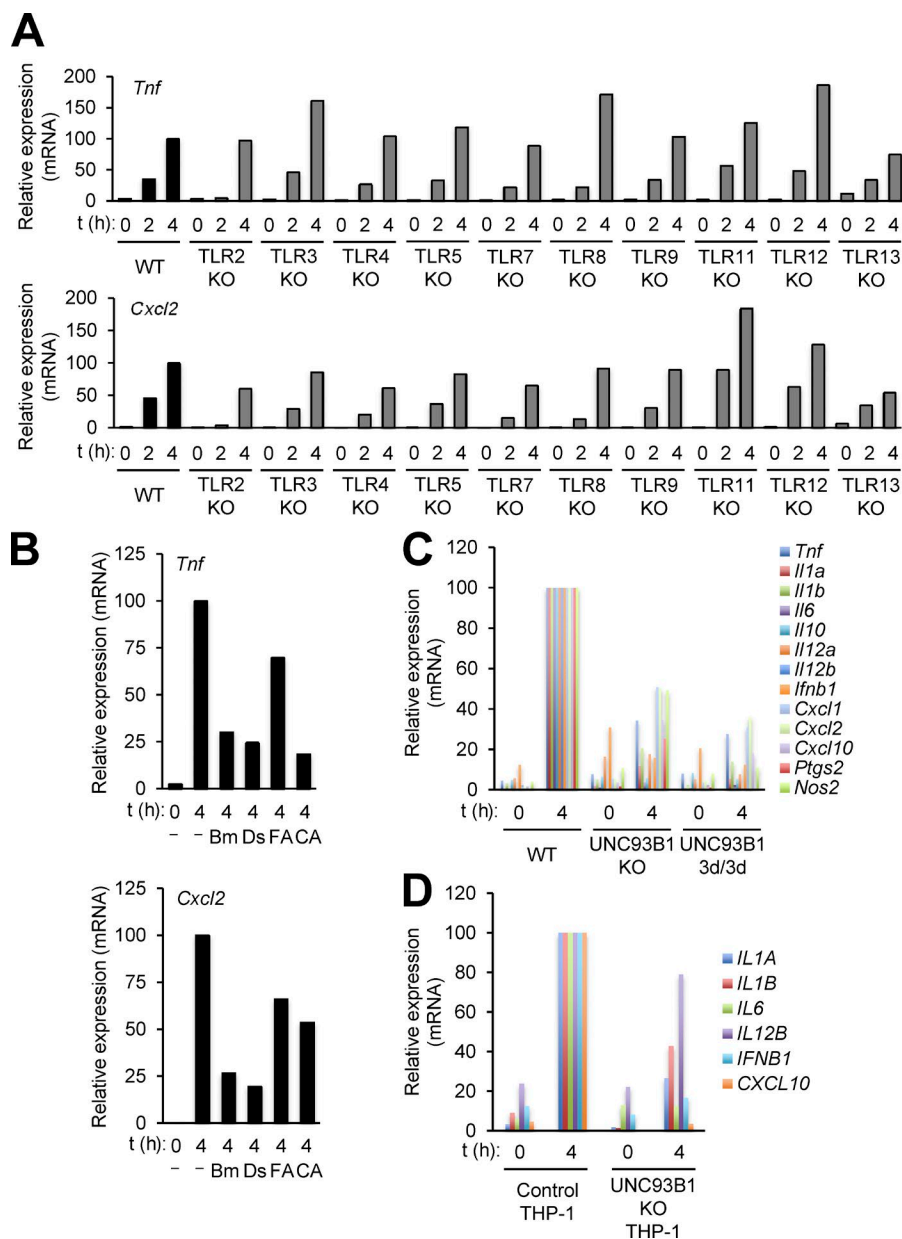 A
Relative expression
(mRNA)
Tnf
200
150
100
50
0
t (h): 0 2 4 0 2 4 0 2 4 0 2 4 0 2 4 0 2 4 0 2 4 0 2 4 0 2 4 0 2 4 0 2 4
WT TLR2 TLR3 TLR4 TLR5 TLR7 TLR8 TLR9 TLR11 TLR12 TLR13
KO KO KO KO KO KO KO KO KO KO
Relative expression
(mRNA)
Cxcl2
200
150
100
50
0
t (h): 0 2 4 0 2 4 0 2 4 0 2 4 0 2 4 0 2 4 0 2 4 0 2 4 0 2 4 0 2 4 0 2 4
WT TLR2 TLR3 TLR4 TLR5 TLR7 TLR8 TLR9 TLR11 TLR12 TLR13
KO KO KO KO KO KO KO KO KO KO
B
Relative expression (mRNA)
Tnf
125
100
75
50
25
0
t (h): 0 4 4 4 4 4
– – Bm Ds FA CA
Relative expression (mRNA)
Cxcl2
125
100
75
50
25
0
t (h): 0 4 4 4 4 4
– – Bm Ds FA CA
C
Relative expression
(mRNA)
120
100
80
60
40
20
0
t (h): 0 4 0 4 0 4
WT UNC93B1 UNC93B1
KO 3d/3d
Tnf
Il1a
Il1b
Il6
Il10
Il12a
Il12b
Ifnb1
Cxcl1
Cxcl2
Cxcl10
Ptgs2
Nos2
D
Relative expression
(mRNA)
120
100
80
60
40
20
0
t (h): 0 4 0 4
Control UNC93B1
THP-1 KO
THP-1
IL1A
IL1B
IL6
IL12B
IFNB1
CXCL10